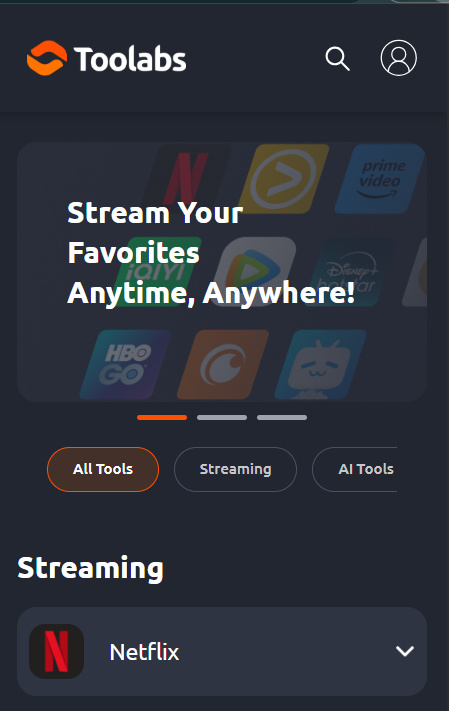 Toolabs
prime
video
Stream Your
Favorites
iQIYI
Disney+
hotstar
Anytime, Anywhere!
HBO
GO
All Tools
Streaming
AI Tools
Streaming
Netflix